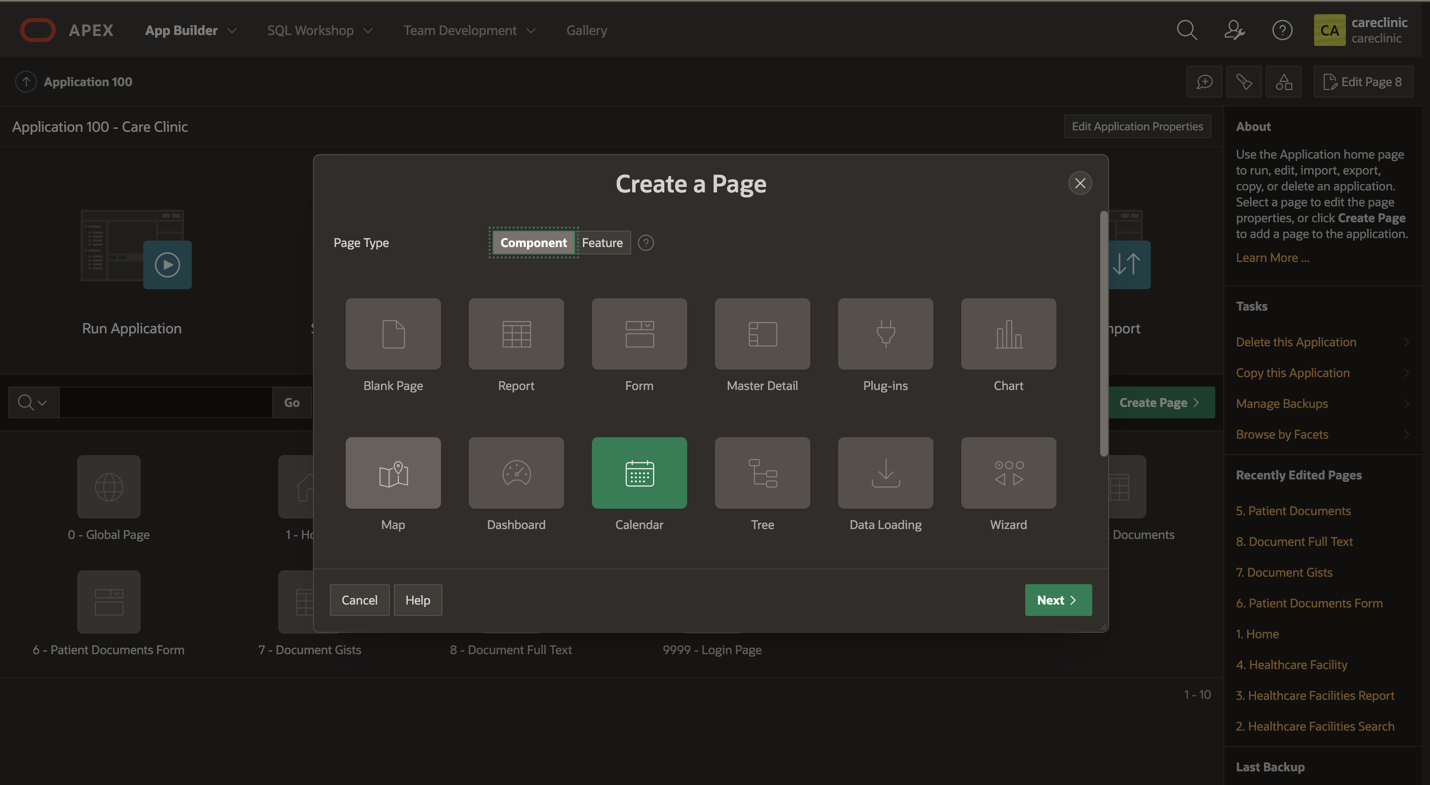 APEX App Builder SQL Workshop Team Development Gallery CA careclinic
careclinic
Application 100 Edit Page 8
Application 100 - Care Clinic Edit Application Properties
Run Application
Go
Create Page
0 - Global Page
Documents
6 - Patient Documents Form 7 - Document Gists 8 - Document Full Text 9999 - Login Page
1 - 10
Create a Page
Page Type Component Feature
Blank Page Report Form Master Detail Plug-ins Chart
Map Dashboard Calendar Tree Data Loading Wizard
Cancel Help Next
About
Use the Application home page
to run, edit, import, export,
copy, or delete an application.
Select a page to edit the page
properties, or click Create Page
to add a page to the application.
Learn More ...
Tasks
Delete this Application
Copy this Application
Manage Backups
Browse by Facets
Recently Edited Pages
5. Patient Documents
8. Document Full Text
7. Document Gists
6. Patient Documents Form
1. Home
4. Healthcare Facility
3. Healthcare Facilities Report
2. Healthcare Facilities Search
Last Backup